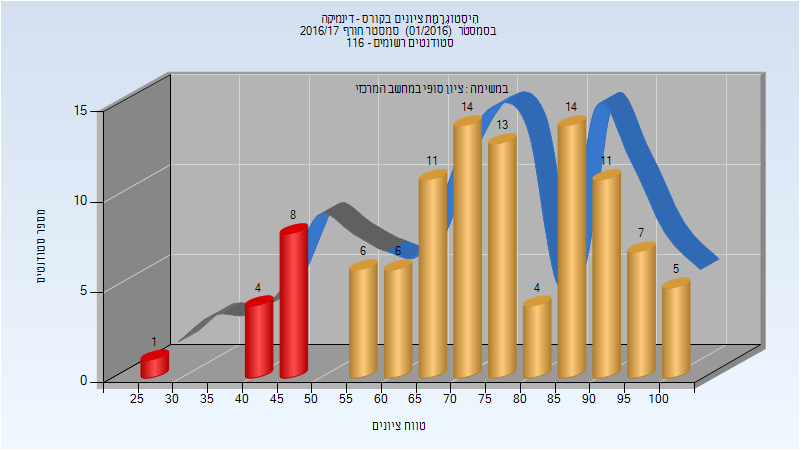 היסטוגרמת ציונים בקורס - דינמיקה
בסמסטר (01/2016) סמסטר חורף 2016/17
סטודנטים רשומים - 116
במשימה : ציון סופי במחשב המרכזי
מספר סטודנטים
15
10
5
0
1
4
8
6
6
11
14
13
4
14
11
7
5
25 30 35 40 45 50 55 60 65 70 75 80 85 90 95 100
טווח ציונים